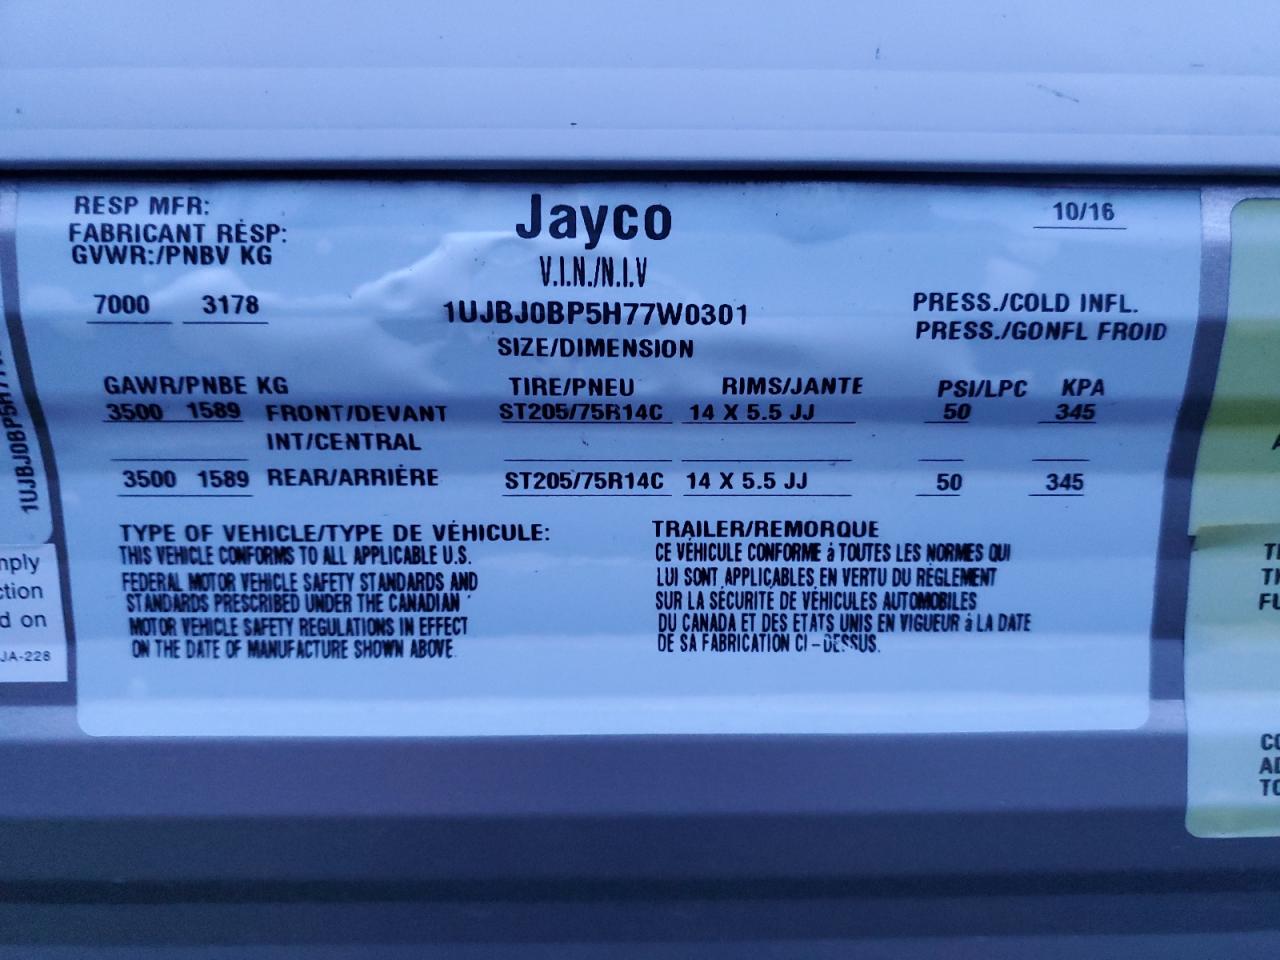 RESP MFR: Jayco 10/16
FABRICANT RESP:
GVWR:/PNBV KG V.I.N./N.I.V
7000 3178 1UJBJ0BP5H77W0301 PRESS./COLD INFL.
PRESS./GONFL FROID
SIZE/DIMENSION
GAWR/PNBE KG TIRE/PNEU RIMS/JANTE PSI/LPC KPA
3500 1589 FRONT/DEVANT ST205/75R14C 14 X 5.5 JJ 50 345
INT/CENTRAL
3500 1589 REAR/ARRIÈRE ST205/75R14C 14 X 5.5 JJ 50 345
TYPE OF VEHICLE/TYPE DE VÉHICULE: TRAILER/REMORQUE
THIS VEHICLE CONFORMS TO ALL APPLICABLE U.S.
FEDERAL MOTOR VEHICLE SAFETY STANDARDS AND
STANDARDS PRESCRIBED UNDER THE CANADIAN
MOTOR VEHICLE SAFETY REGULATIONS IN EFFECT
ON THE DATE OF MANUFACTURE SHOWN ABOVE.
CE VÉHICULE CONFORME à TOUTES LES NORMES QUI
LUI SONT APPLICABLES EN VERTU DU RÈGLEMENT
SUR LA SÉCURITÉ DE VÉHICULES AUTOMOBILES
DU CANADA ET DES ETATS UNIS EN VIGUEUR à LA DATE
DE SA FABRICATION CI-DESSUS.
1UJBJ0BP5H77
mply
ction
d on
JA-228